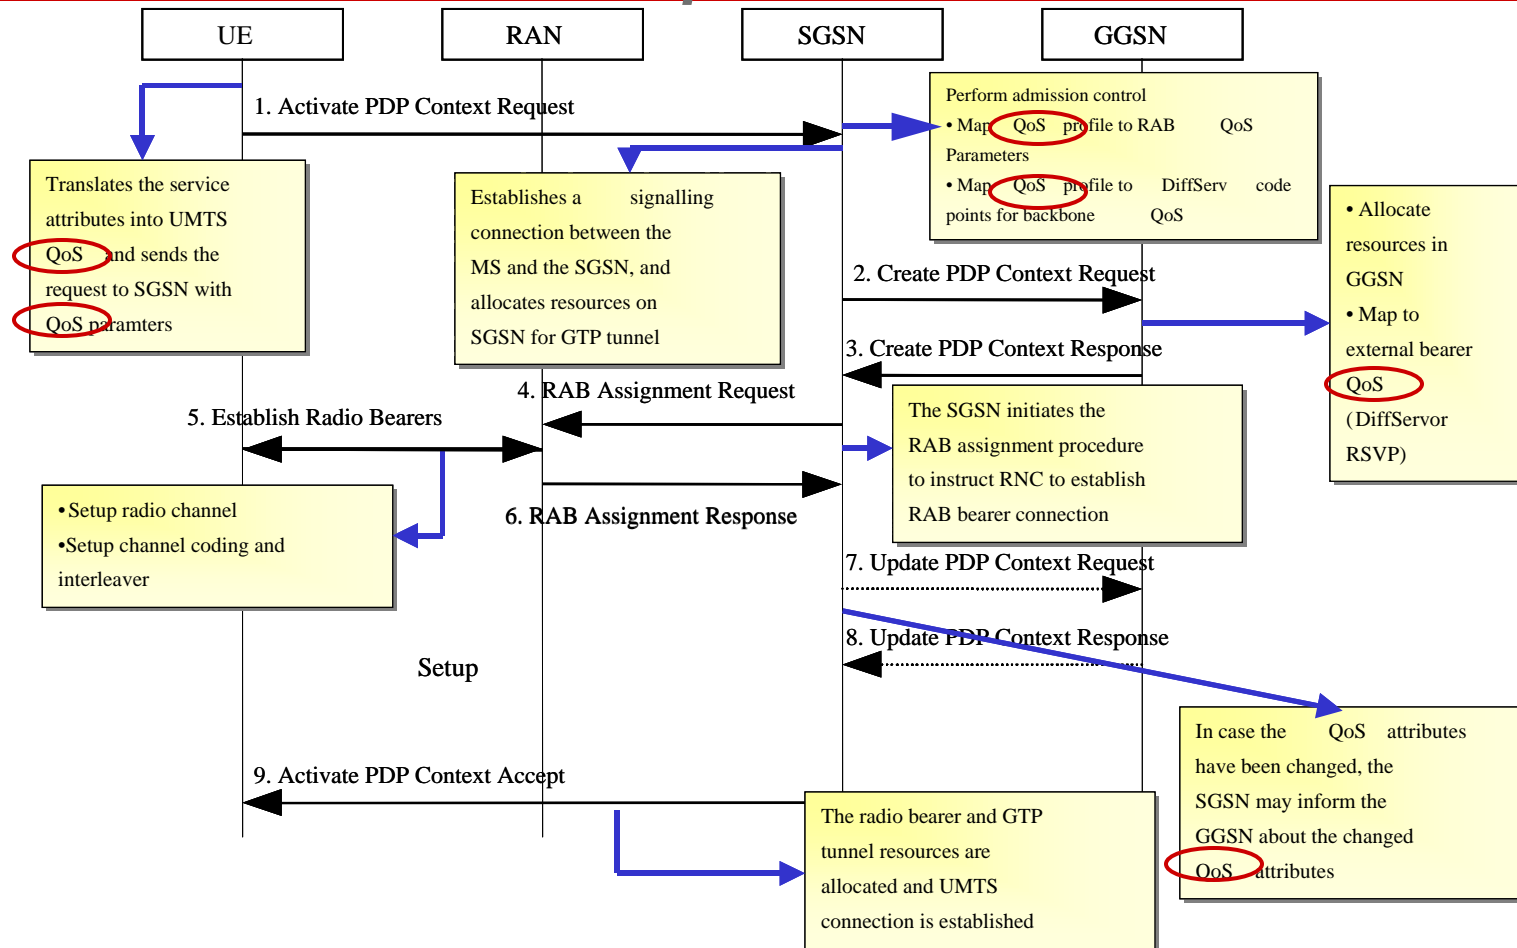 UE
RAN
SGSN
GGSN
1. Activate PDP Context Request
Perform admission control
• Map QoS profile to RAB QoS
Parameters
• Map QoS profile to DiffServ code
points for backbone QoS
Translates the service
attributes into UMTS
QoS and sends the
request to SGSN with
QoS paramters
Establishes a signalling
connection between the
MS and the SGSN, and
allocates resources on
SGSN for GTP tunnel
• Allocate
resources in
GGSN
• Map to
external bearer
QoS
(DiffServor
RSVP)
2. Create PDP Context Request
3. Create PDP Context Response
4. RAB Assignment Request
5. Establish Radio Bearers
The SGSN initiates the
RAB assignment procedure
to instruct RNC to establish
RAB bearer connection
• Setup radio channel
•Setup channel coding and
interleaver
6. RAB Assignment Response
7. Update PDP Context Request
8. Update PDP Context Response
Setup
In case the QoS attributes
have been changed, the
SGSN may inform the
GGSN about the changed
QoS attributes
9. Activate PDP Context Accept
The radio bearer and GTP
tunnel resources are
allocated and UMTS
connection is established